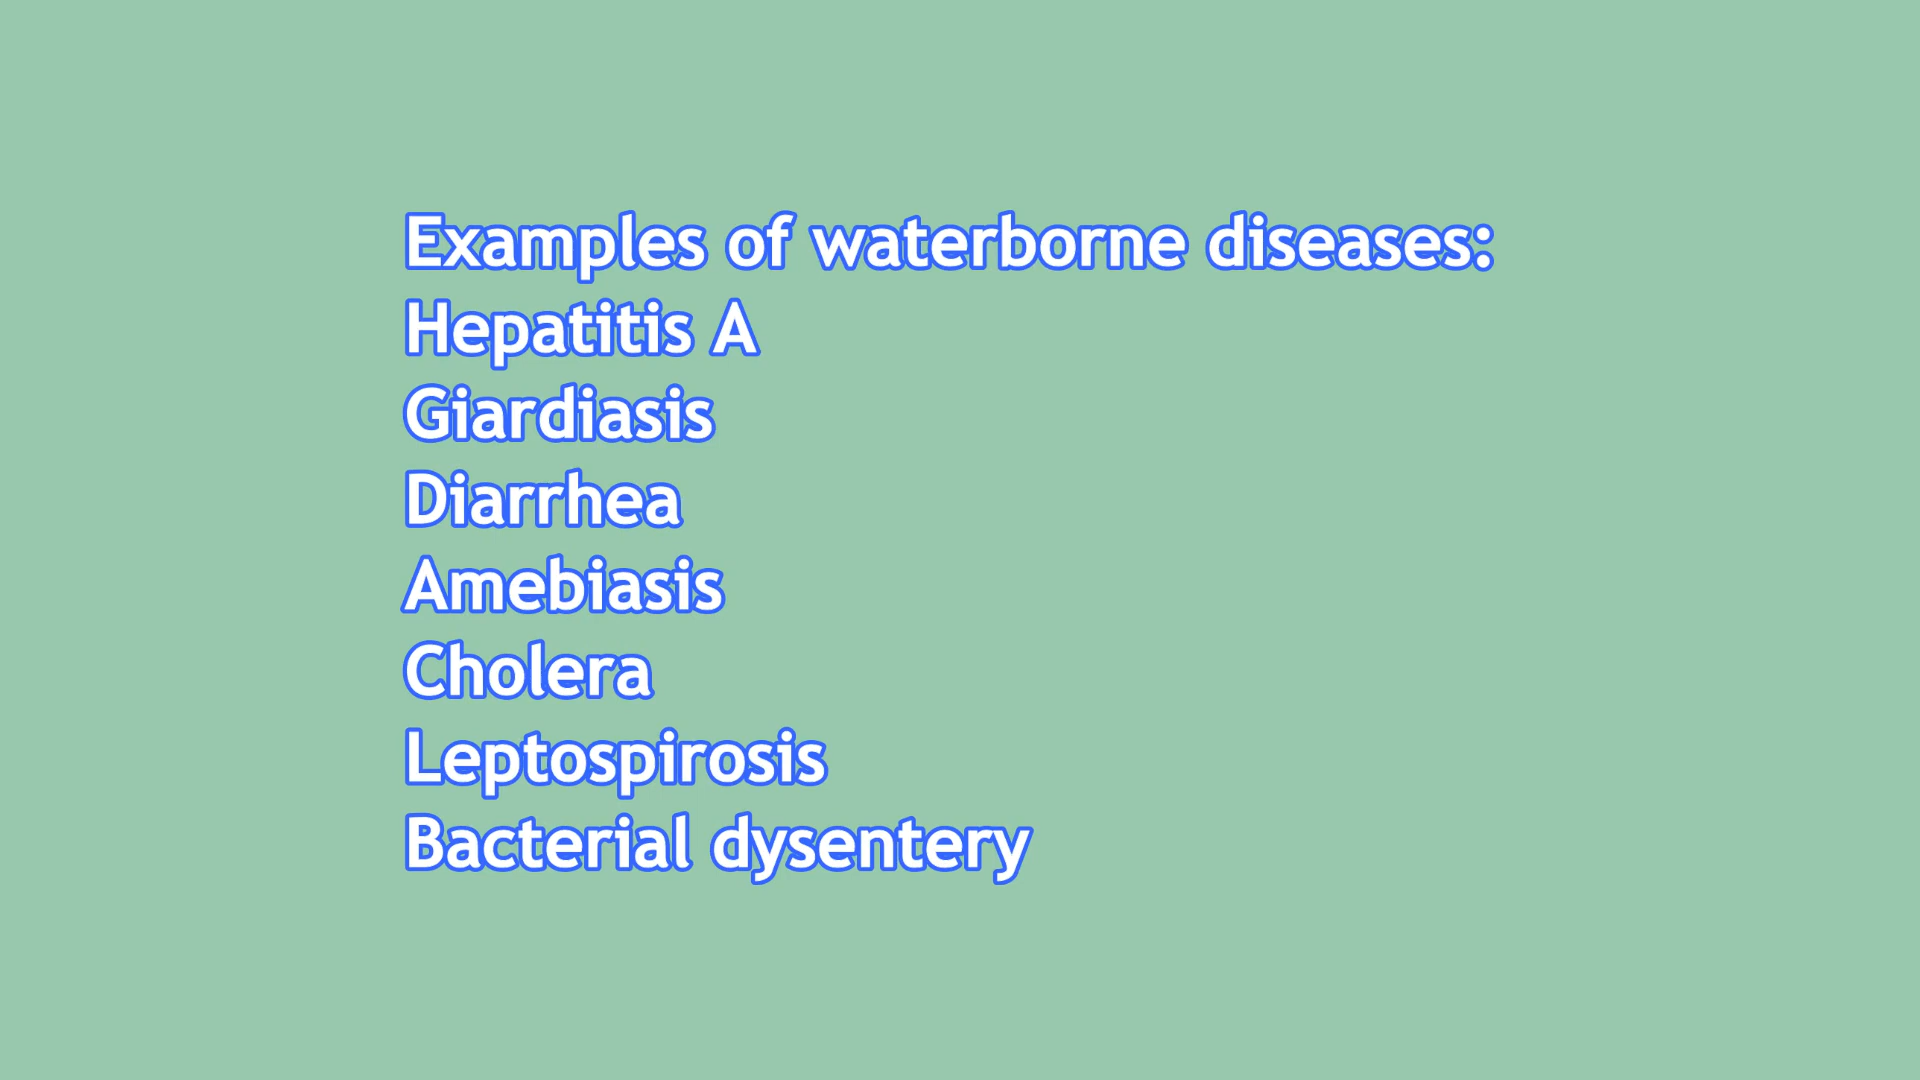 Examples of waterborne diseases:
Hepatitis A
Giardiasis
Diarrhea
Amebiasis
Cholera
Leptospirosis
Bacterial dysentery